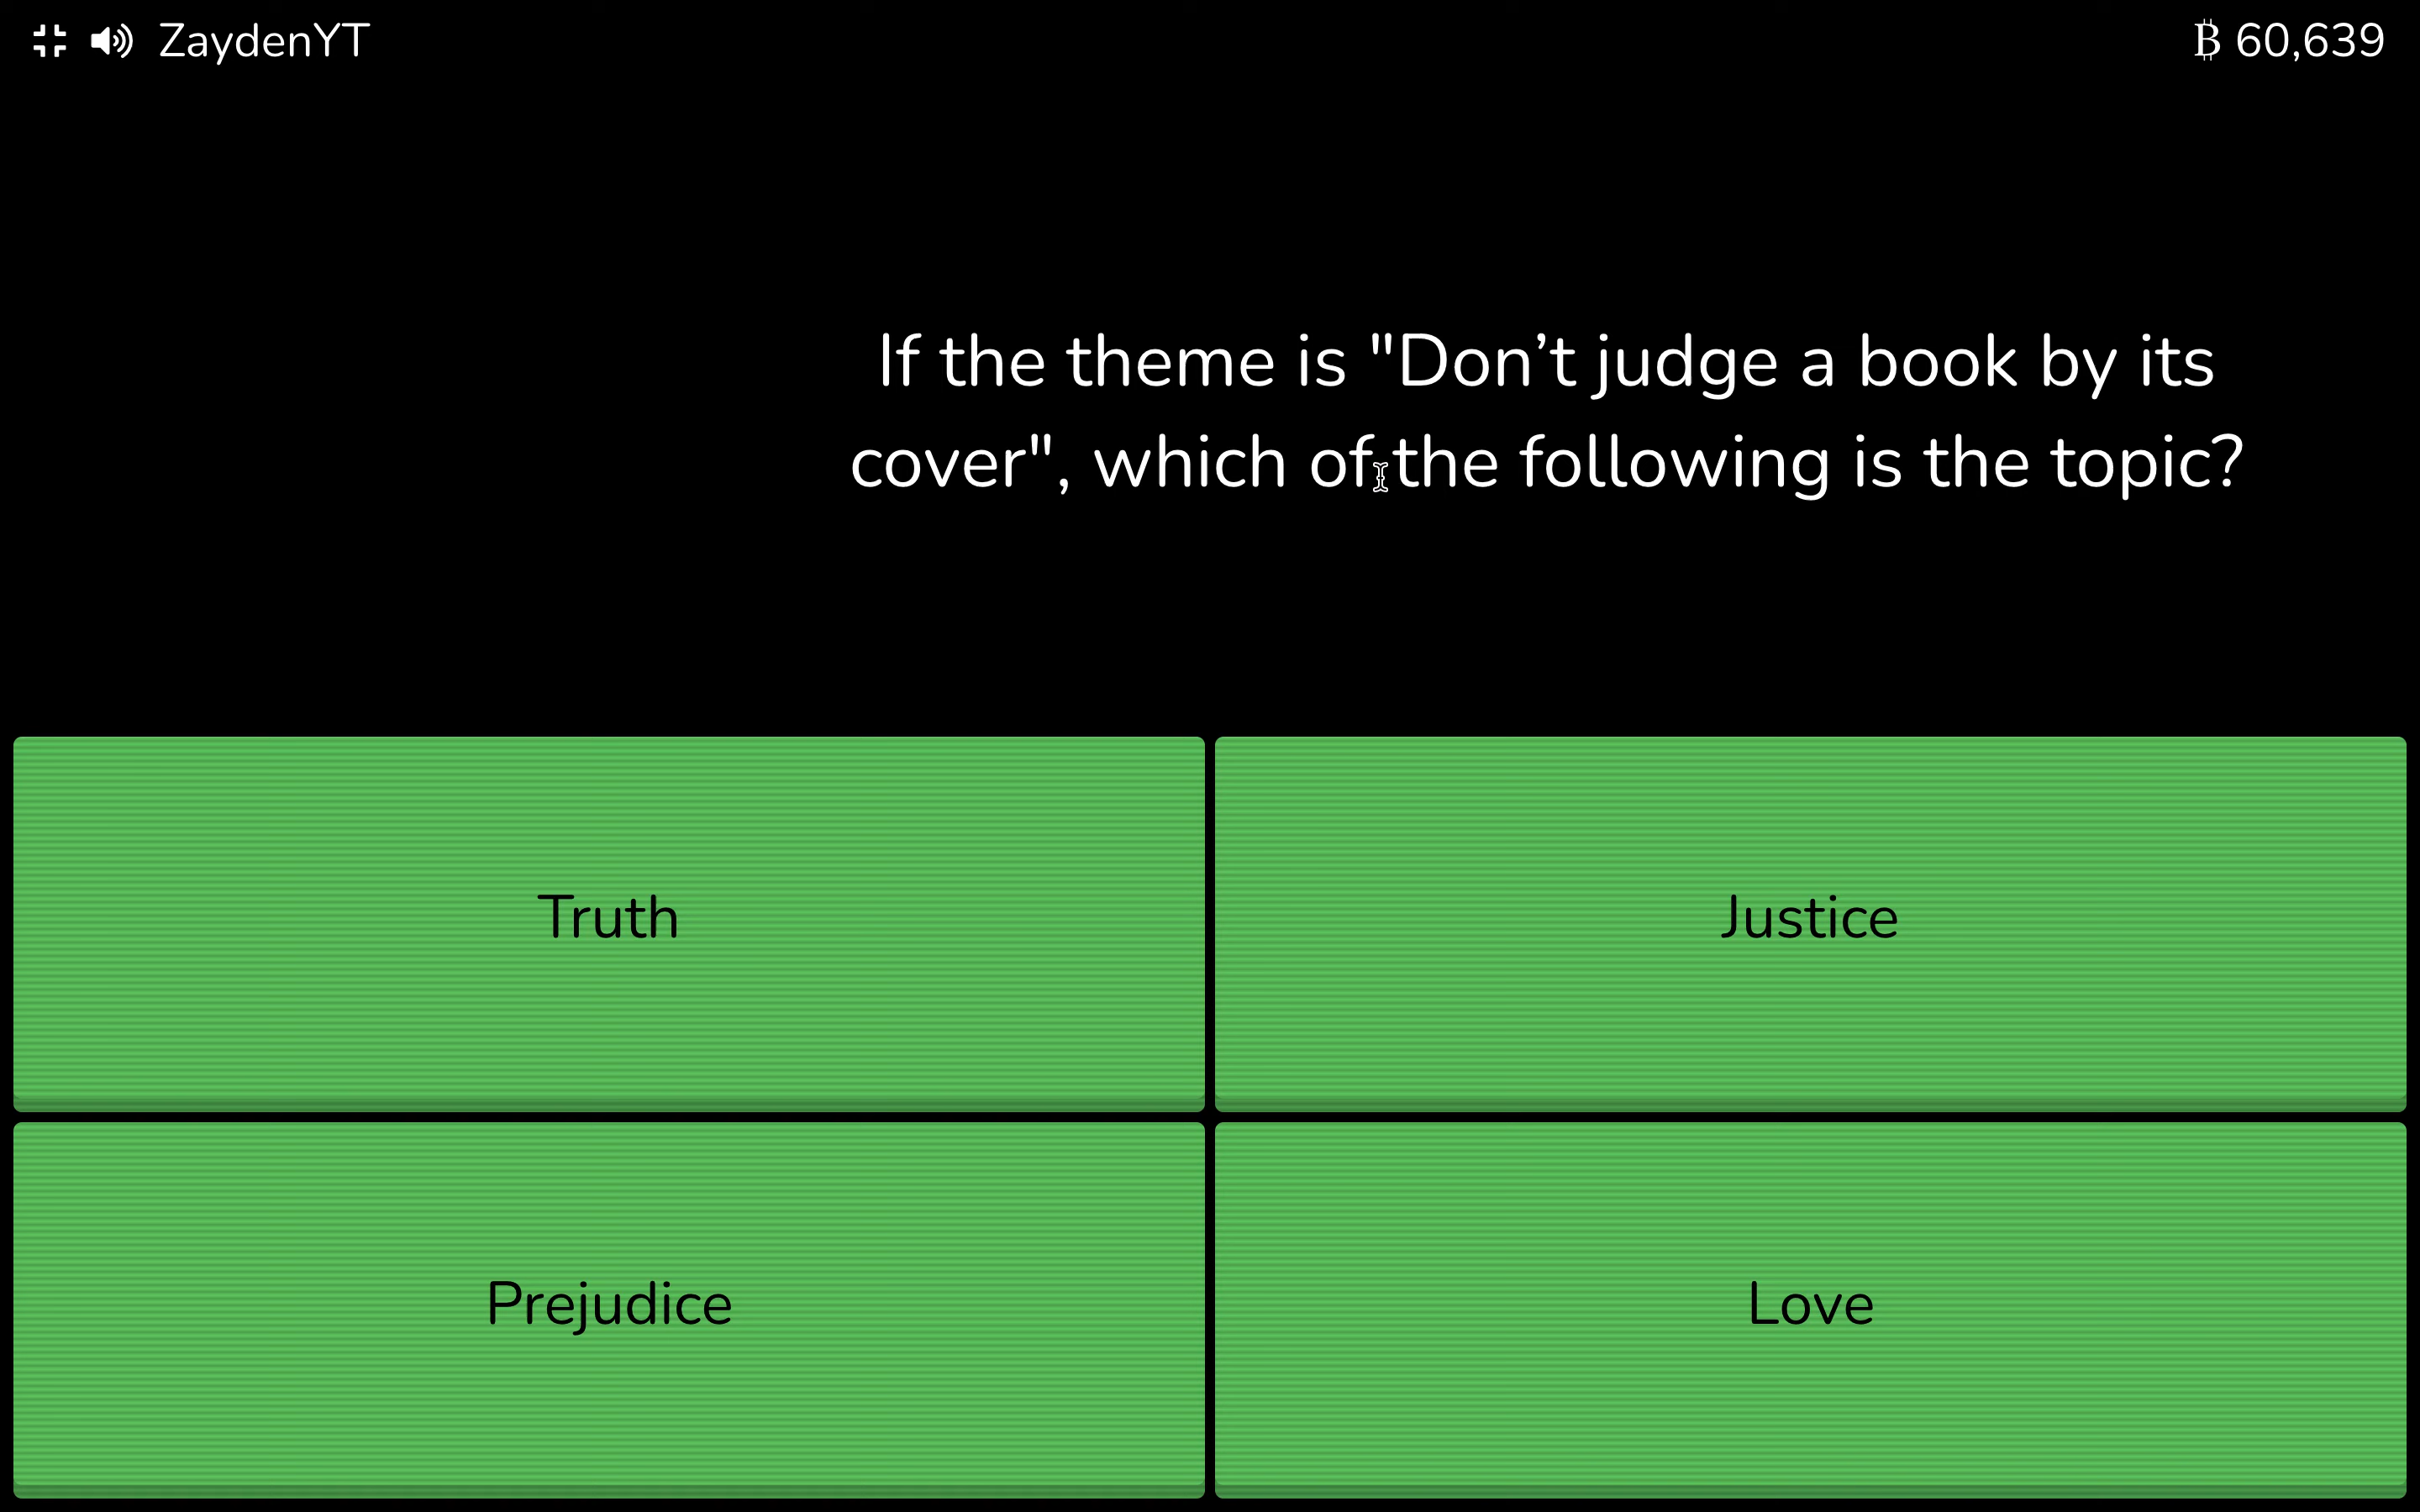 ZaydenYT
₿ 60,639
If the theme is "Don’t judge a book by its
cover", which of the following is the topic?
Truth
Justice
Prejudice
Love